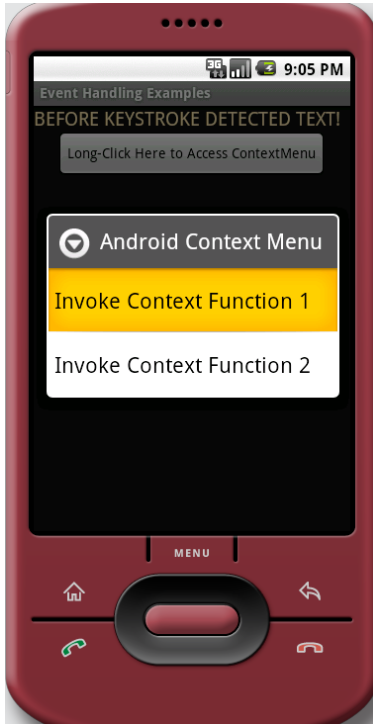 3G 9:05 PM
Event Handling Examples
BEFORE KEYSTROKE DETECTED TEXT!
Long-Click Here to Access ContextMenu
Android Context Menu
Invoke Context Function 1
Invoke Context Function 2
MENU